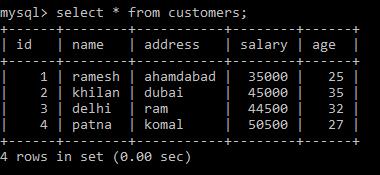 mysql> select * from customers;
+----+--------+-----------+--------+-----+
| id | name   | address   | salary | age |
+----+--------+-----------+--------+-----+
|  1 | ramesh | ahamdabad |  35000 |  25 |
|  2 | khilan | dubai     |  45000 |  35 |
|  3 | delhi  | ram       |  44500 |  32 |
|  4 | patna  | komal     |  50500 |  27 |
+----+--------+-----------+--------+-----+
4 rows in set (0.00 sec)